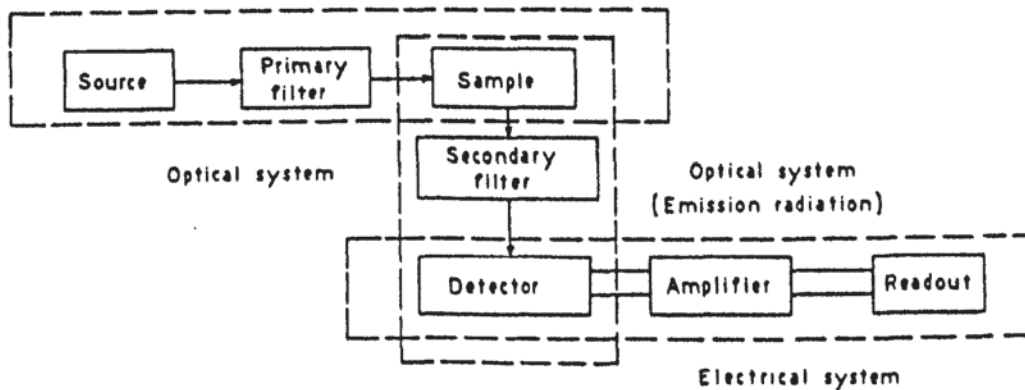 Source
Primary
filter
Sample
Secondary
filter
Optical system
Optical system
(Emission radiation)
Detector
Amplifier
Readout
Electrical system